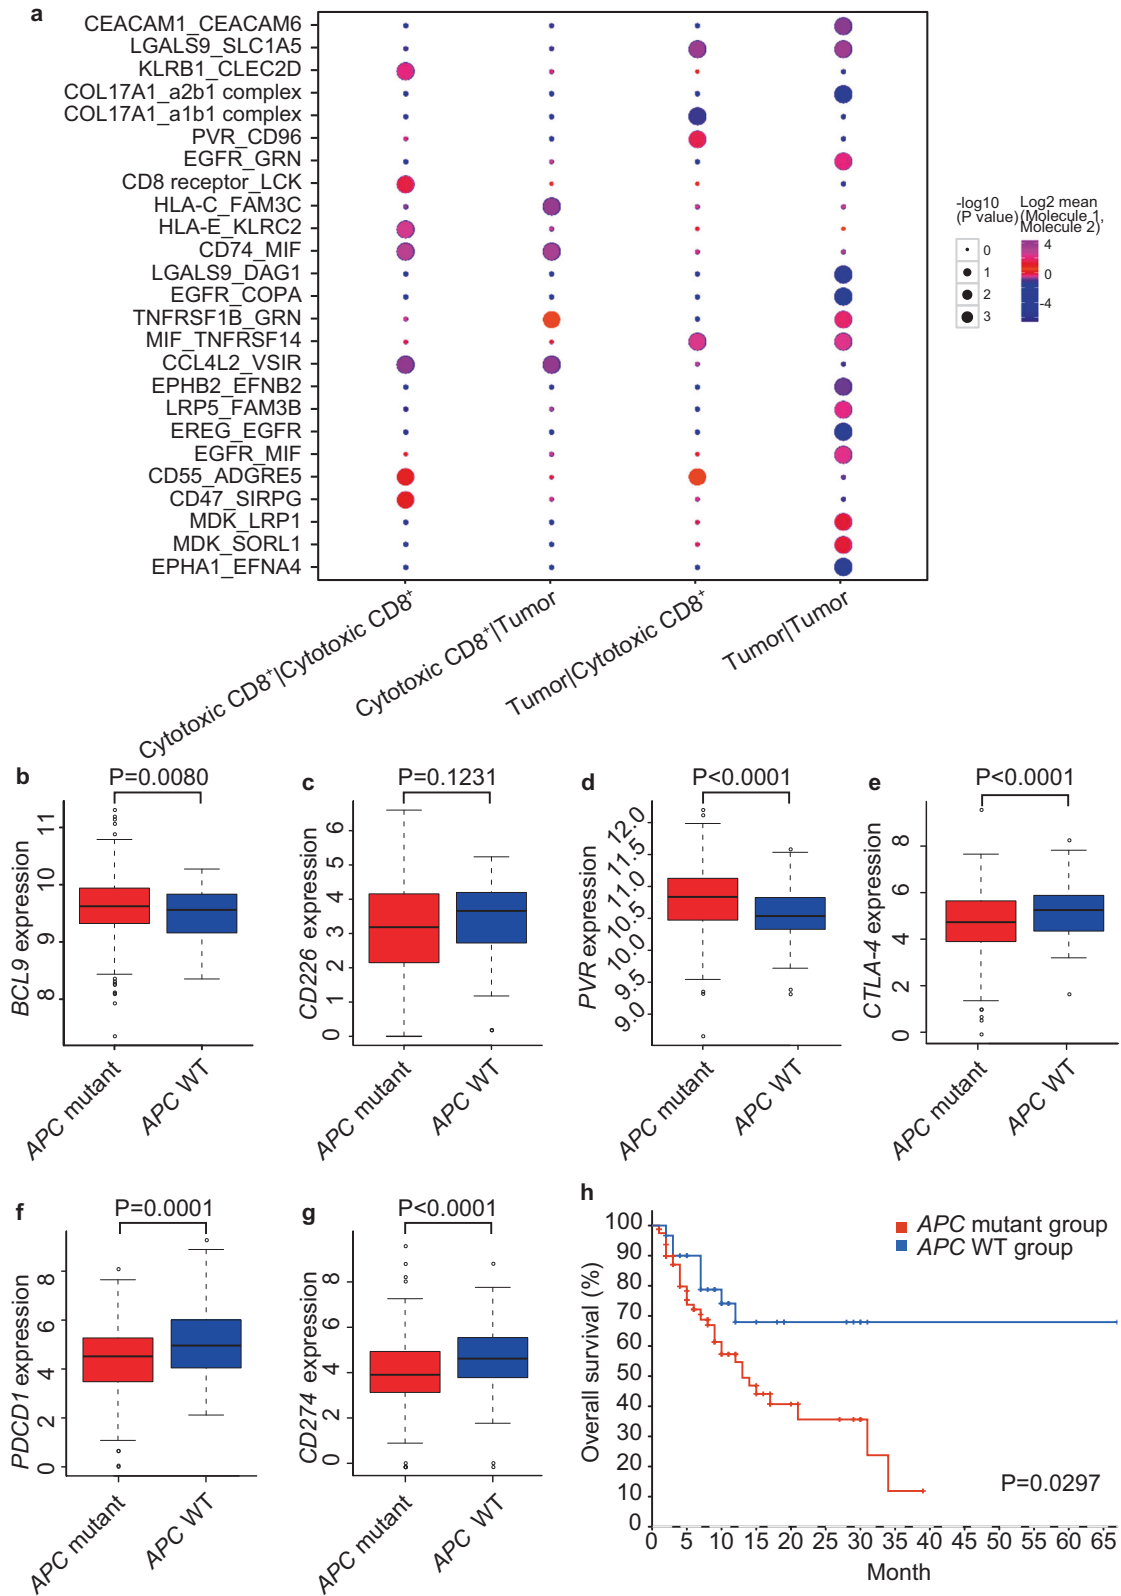 a
CEACAM1_CEACAM6
LGALS9_SLC1A5
KLRB1_CLEC2D
COL17A1_a2b1 complex
COL17A1_a1b1 complex
PVR_CD96
EGFR_GRN
CD8 receptor_LCK
HLA-C_FAM3C
HLA-E_KLRC2
CD74_MIF
LGALS9_DAG1
EGFR_COPA
TNFRSF1B_GRN
MIF_TNFRSF14
CCL4L2_VSIR
EPHB2_EFNB2
LRP5_FAM3B
EREG_EGFR
EGFR_MIF
CD55_ADGRE5
CD47_SIRPG
MDK_LRP1
MDK_SORL1
EPHA1_EFNA4
Cytotoxic CD8⁺|Cytotoxic CD8⁺
Cytotoxic CD8⁺|Tumor
Tumor|Cytotoxic CD8⁺
Tumor|Tumor
-log10
(P value)
0
1
2
3
Log2 mean
(Molecule 1,
Molecule 2)
4
0
-4
b
P=0.0080
BCL9 expression
11
10
9
8
APC mutant
APC WT
c
P=0.1231
CD226 expression
6
5
4
3
2
1
0
APC mutant
APC WT
d
P<0.0001
PVR expression
12.0
11.5
11.0
10.5
10.0
9.5
9.0
APC mutant
APC WT
e
P<0.0001
CTLA-4 expression
8
6
4
2
0
APC mutant
APC WT
f
P=0.0001
PDCD1 expression
8
6
4
2
0
APC mutant
APC WT
g
P<0.0001
CD274 expression
8
6
4
2
0
APC mutant
APC WT
h
APC mutant group
APC WT group
Overall survival (%)
100
90
80
70
60
50
40
30
20
10
0
P=0.0297
0 5 10 15 20 25 30 35 40 45 50 55 60 65
Month